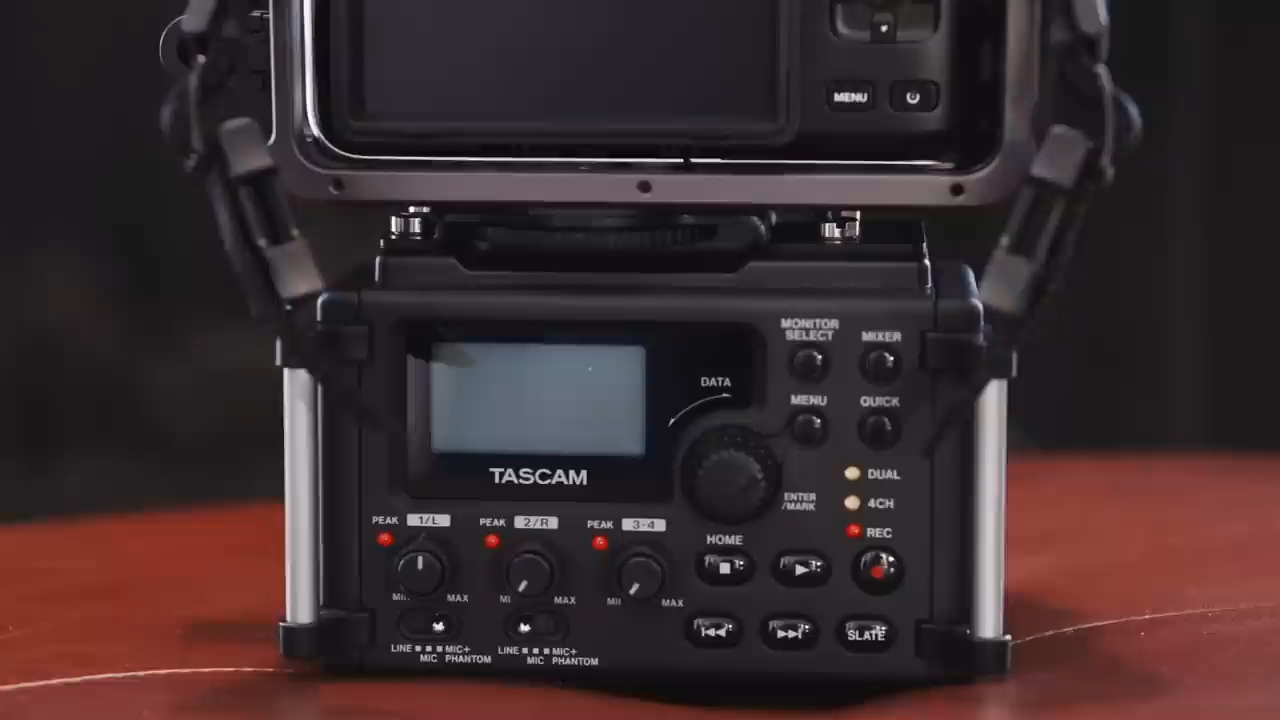 MENU
MONITOR
SELECT
MIXER
DATA
MENU
QUICK
TASCAM
DUAL
ENTER
/MARK
4CH
PEAK 1/L
PEAK 2/R
PEAK 3-4
REC
HOME
MAX
MAX
MAX
SLATE
LINE MIC+
MIC PHANTOM
LINE MIC+
MIC PHANTOM